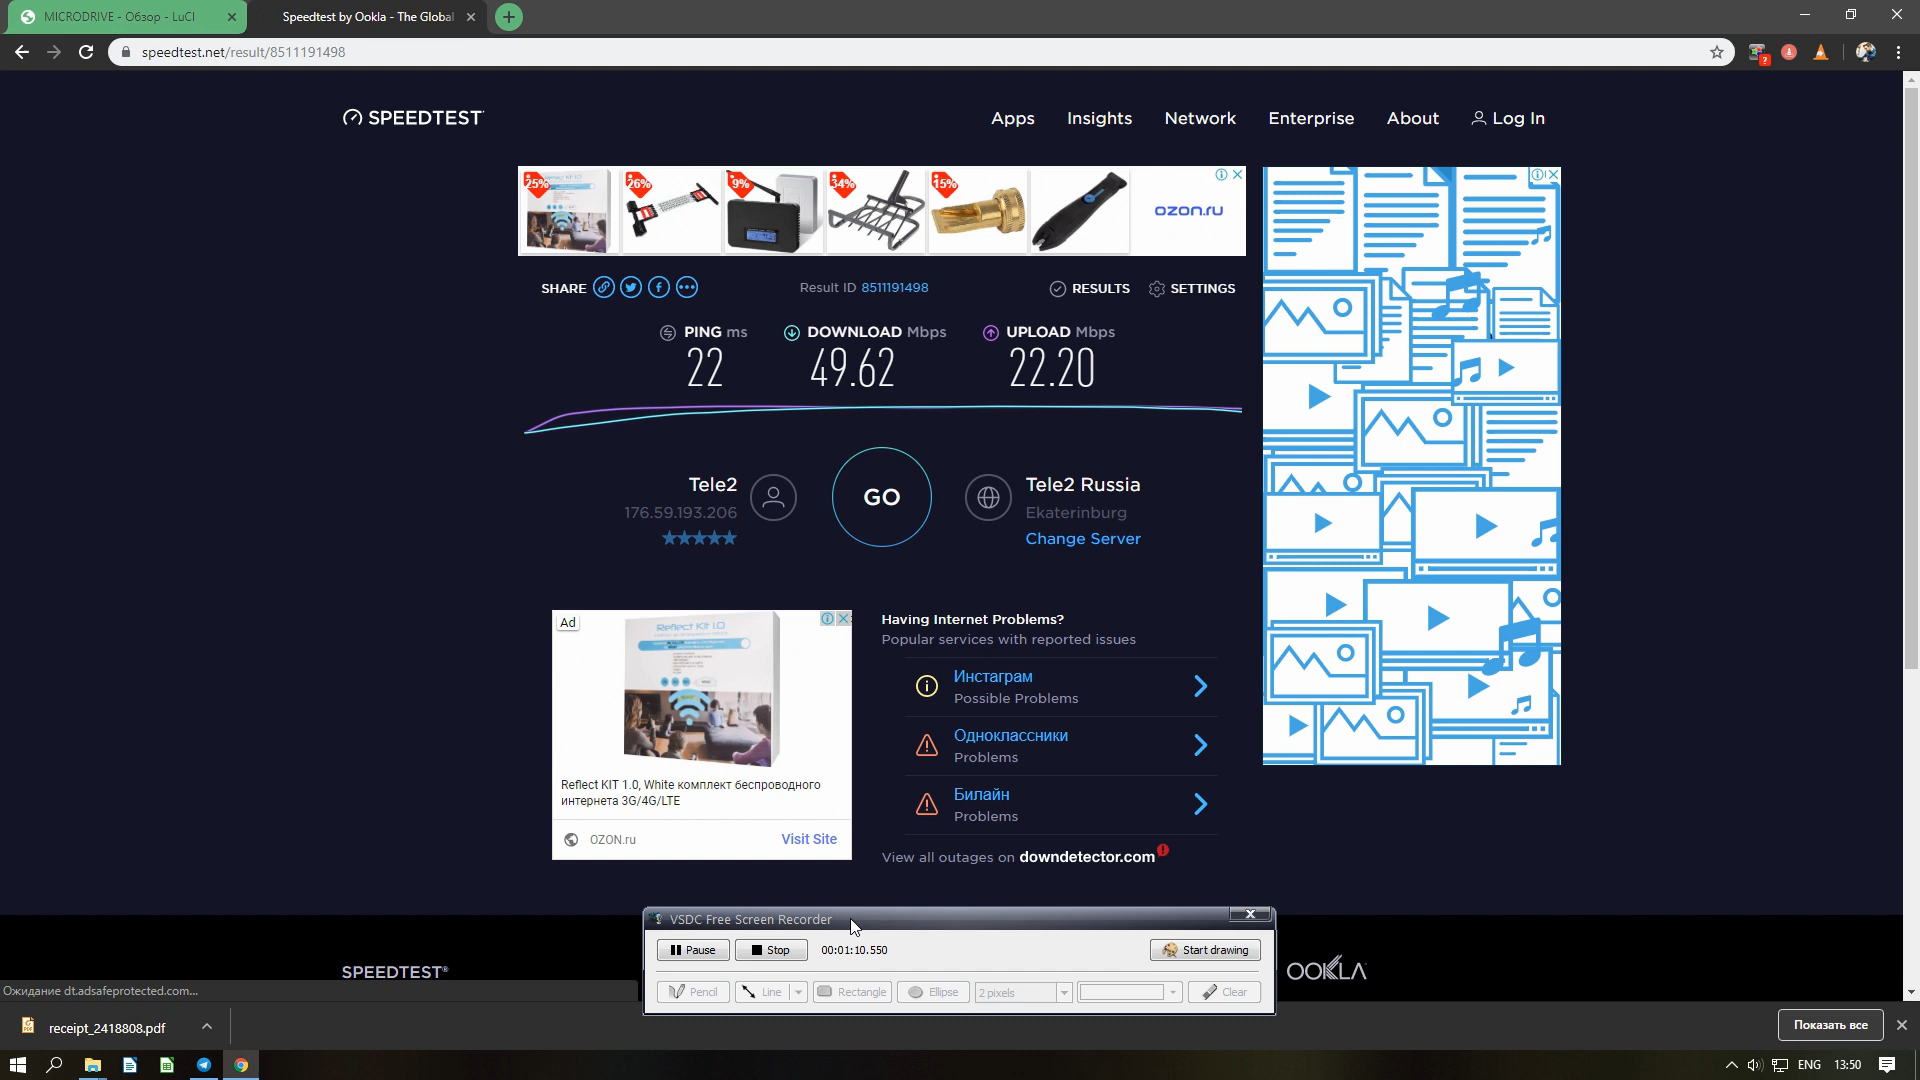 MICRODRIVE - Обзор - LuCI
Speedtest by Ookla - The Global
speedtest.net/result/8511191498
SPEEDTEST
Apps
Insights
Network
Enterprise
About
Log In
25%
26%
9%
34%
15%
ozon.ru
SHARE
Result ID 8511191498
RESULTS
SETTINGS
PING ms
DOWNLOAD Mbps
UPLOAD Mbps
22
49.62
22.20
Tele2
176.59.193.206
GO
Tele2 Russia
Ekaterinburg
Change Server
Ad
Reflect Kit 1.0
Reflect KIT 1.0, White комплект беспроводного
интернета 3G/4G/LTE
OZON.ru
Visit Site
Having Internet Problems?
Popular services with reported issues
Инстаграм
Possible Problems
Одноклассники
Problems
Билайн
Problems
View all outages on downdetector.com
VSDC Free Screen Recorder
Pause
Stop
00:01:10.550
Start drawing
Pencil
Line
Rectangle
Ellipse
2 pixels
Clear
SPEEDTEST®
OOKLA
Ожидание dt.adsafeprotected.com...
receipt_2418808.pdf
Показать все
ENG
13:50